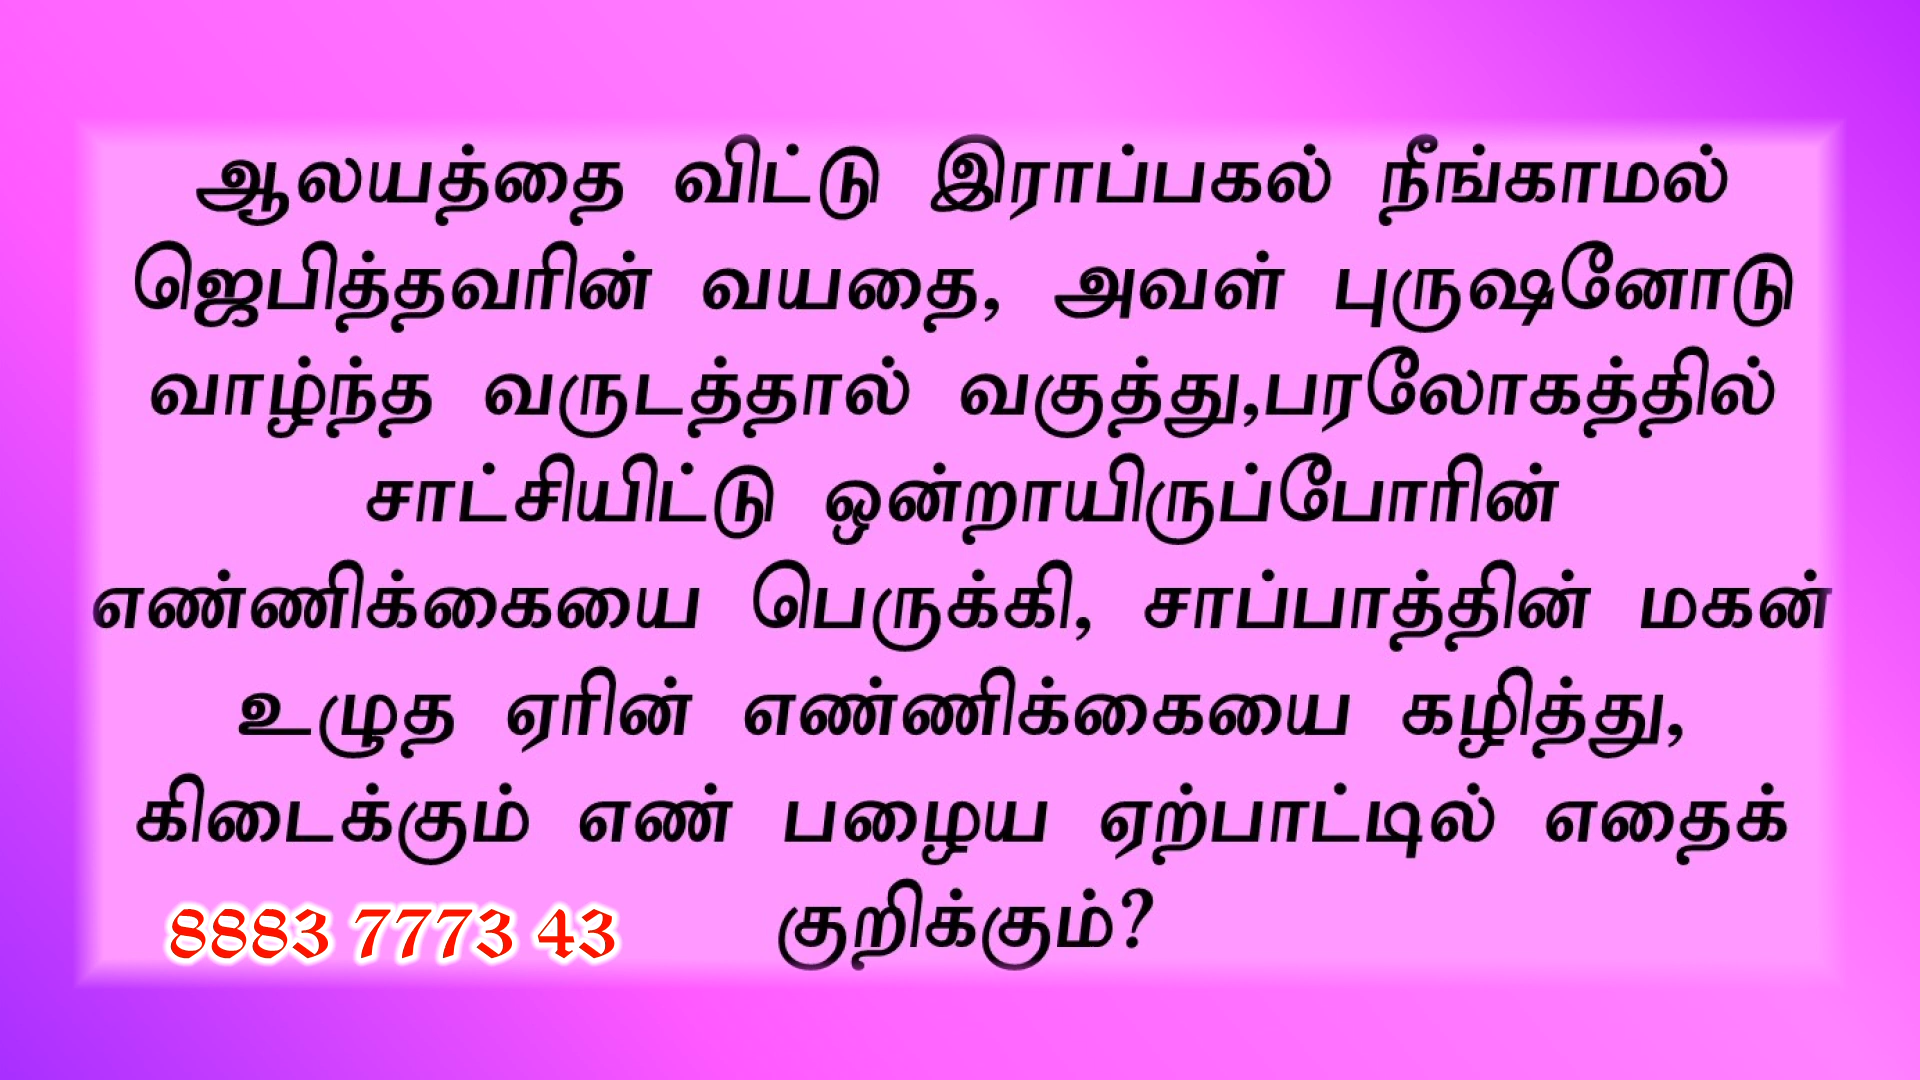 ஆலயத்தை விட்டு இராப்பகல் நீங்காமல்
ஜெபித்தவரின் வயதை, அவள் புருஷனோடு
வாழ்ந்த வருடத்தால் வகுத்து,பரலோகத்தில்
சாட்சியிட்டு ஒன்றாயிருப்போரின்
எண்ணிக்கையை பெருக்கி, சாப்பாத்தின் மகன்
உழுத ஏரின் எண்ணிக்கையை கழித்து,
கிடைக்கும் எண் பழைய ஏற்பாட்டில் எதைக்
குறிக்கும்?
8883 7773 43